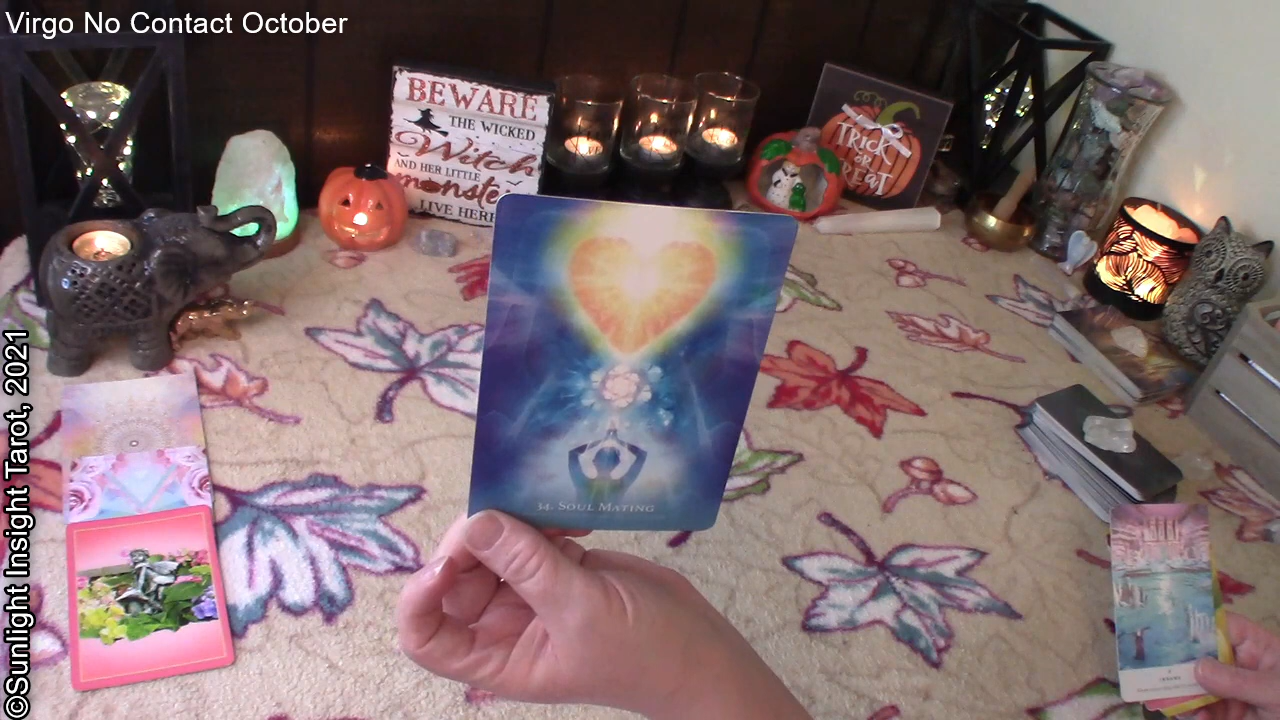 Virgo No Contact October
BEWARE
THE WICKED
Witch
AND HER LITTLE
monste
LIVE HERE
TRICK
or
TREAT
34. SOUL MATING
©Sunlight Insight Tarot, 2021